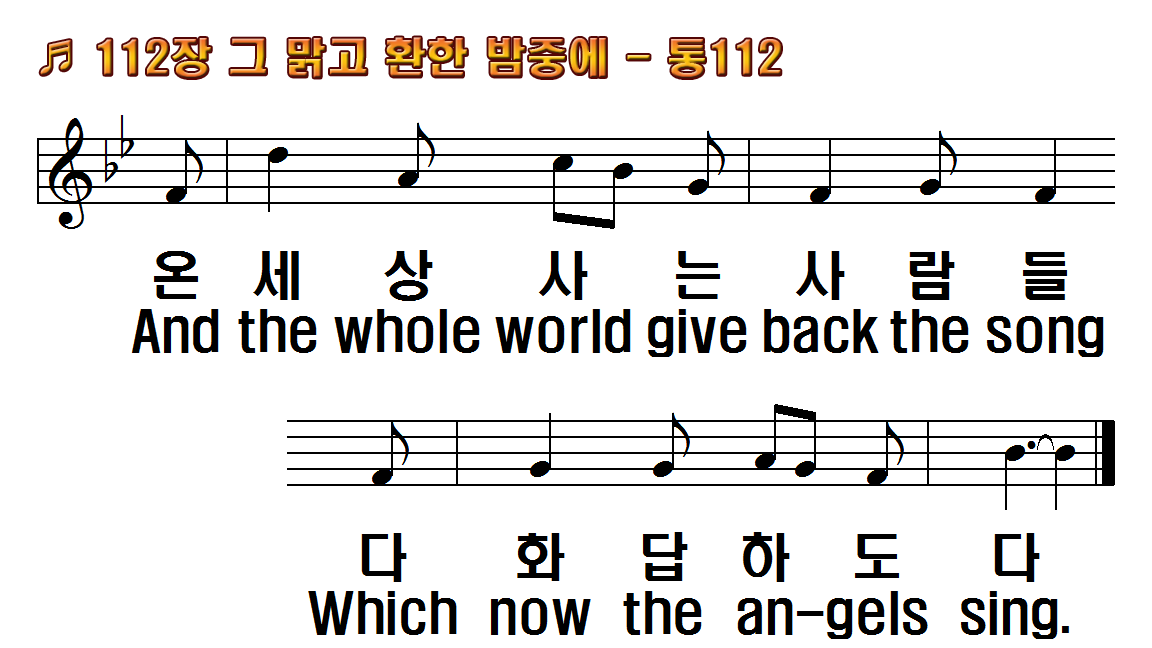 ♬ 112장 그 맑고 환한 밤중에 - 통112
온 세 상 사 는 사 람 들
And the whole world give back the song
다 화 답 하 도 다
Which now the an-gels sing.